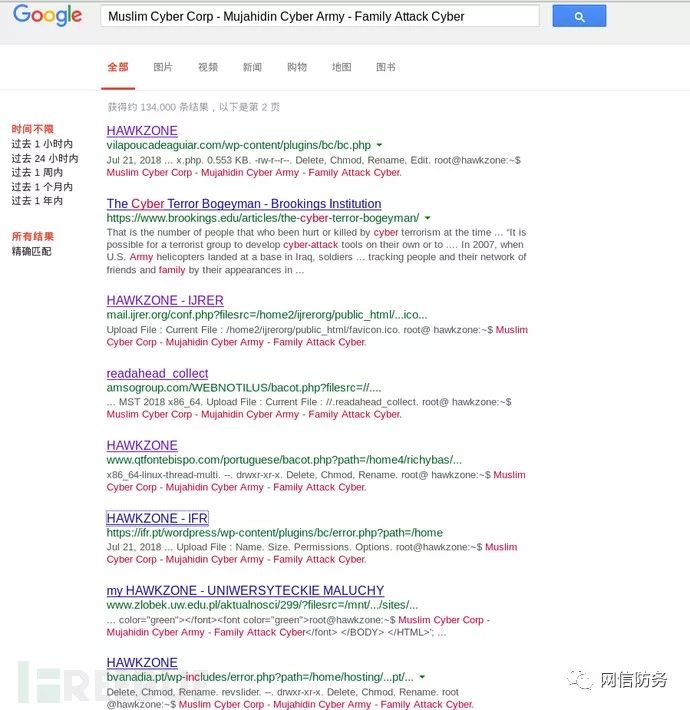 Google
Muslim Cyber Corp - Mujahidin Cyber Army - Family Attack Cyber
全部 图片 视频 新闻 购物 地图 图书
获得约 134,000 条结果，以下是第 2 页
时间不限
过去 1 小时内
过去 24 小时内
过去 1 周内
过去 1 个月内
过去 1 年内
所有结果
精确匹配
HAWKZONE
vilapoucadeaguiar.com/wp-content/plugins/bc/bc.php
Jul 21, 2018 ... x.php. 0.553 KB. -rw-r--r--. Delete, Chmod, Rename, Edit. root@hawkzone:~$
Muslim Cyber Corp - Mujahidin Cyber Army - Family Attack Cyber.
The Cyber Terror Bogeyman - Brookings Institution
https://www.brookings.edu/articles/the-cyber-terror-bogeyman/
That is the number of people that who been hurt or killed by cyber terrorism at the time ... “It is
possible for a terrorist group to develop cyber-attack tools on their own or to .... In 2007, when
U.S. Army helicopters landed at a base in Iraq, soldiers ... tracking people and their network of
friends and family by their appearances in ...
HAWKZONE - IJRER
mail.ijrer.org/conf.php?filesrc=/home2/ijrerorg/public_html/...ico...
Upload File : Current File : /home2/ijrerorg/public_html/favicon.ico. root@ hawkzone:~$ Muslim
Cyber Corp - Mujahidin Cyber Army - Family Attack Cyber.
readahead_collect
amsogroup.com/WEBNOTILUS/bacot.php?filesrc=//....
... MST 2018 x86_64. Upload File : Current File : //.readahead_collect. root@ hawkzone:~$
Muslim Cyber Corp - Mujahidin Cyber Army - Family Attack Cyber.
HAWKZONE
www.qtfontebispo.com/portuguese/bacot.php?path=/home4/richybas/...
x86_64-linux-thread-multi. --. drwxr-xr-x. Delete, Chmod, Rename. root@ hawkzone:~$ Muslim
Cyber Corp - Mujahidin Cyber Army - Family Attack Cyber.
HAWKZONE - IFR
https://ifr.pt/wordpress/wp-content/plugins/bc/error.php?path=/home
Jul 21, 2018 ... Upload File : Name. Size. Permissions. Options. root@hawkzone:~$ Muslim
Cyber Corp - Mujahidin Cyber Army - Family Attack Cyber.
my HAWKZONE - UNIWERSYTECKIE MALUCHY
www.zlobek.uw.edu.pl/aktualnosci/299/?filesrc=/mnt/.../sites/...
... color="green"></font><font color="green">root@hawkzone:~$ Muslim Cyber Corp -
Mujahidin Cyber Army - Family Attack Cyber</font> </BODY> </HTML>'; ...
HAWKZONE
bvanadia.pt/wp-includes/error.php?path=/home/hosting/...pt/...
Delete, Chmod, Rename. revslider. --. drwxr-xr-x. Delete, Chmod, Rename. root
@hawkzone:~$ Muslim Cyber Corp - Mujahidin Cyber Army - Family Attack Cyber.
网信防务